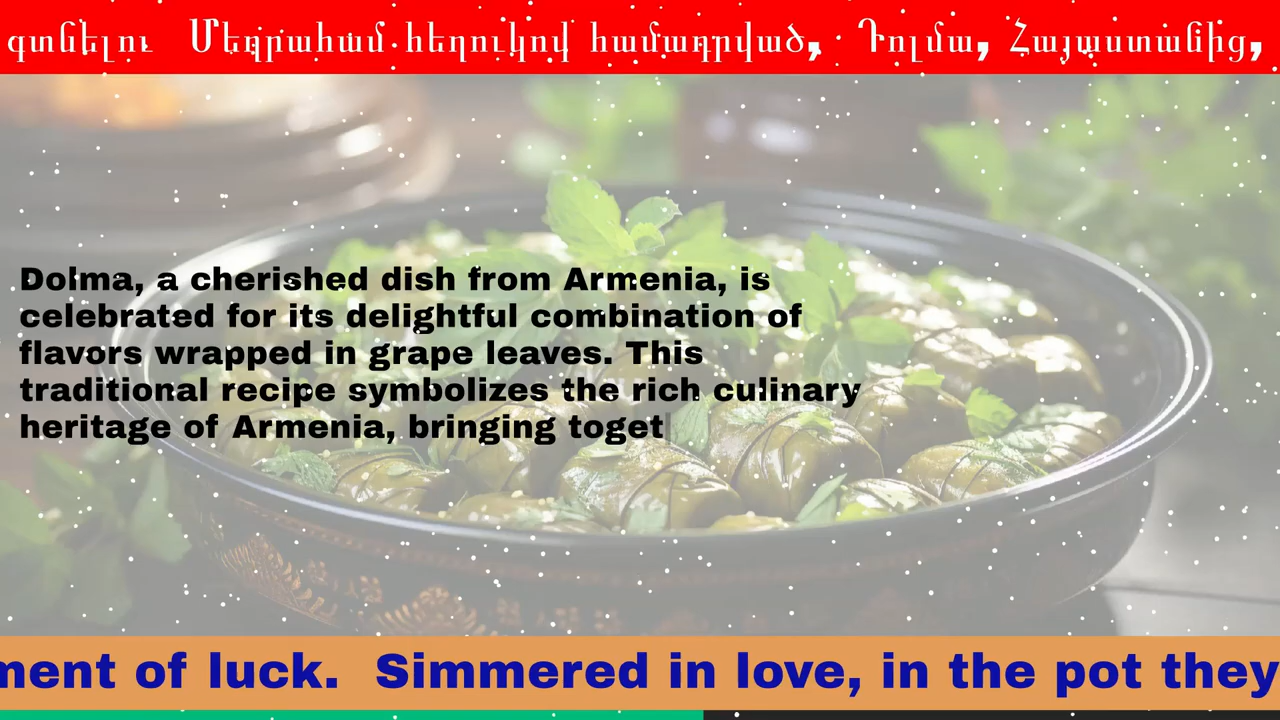 գտնելու Մեղրահամ հեղուկով համադրված, Դոլմա, Հայաստանից,
Dolma, a cherished dish from Armenia, is
celebrated for its delightful combination of
flavors wrapped in grape leaves. This
traditional recipe symbolizes the rich culinary
heritage of Armenia, bringing toget
ment of luck. Simmered in love, in the pot they